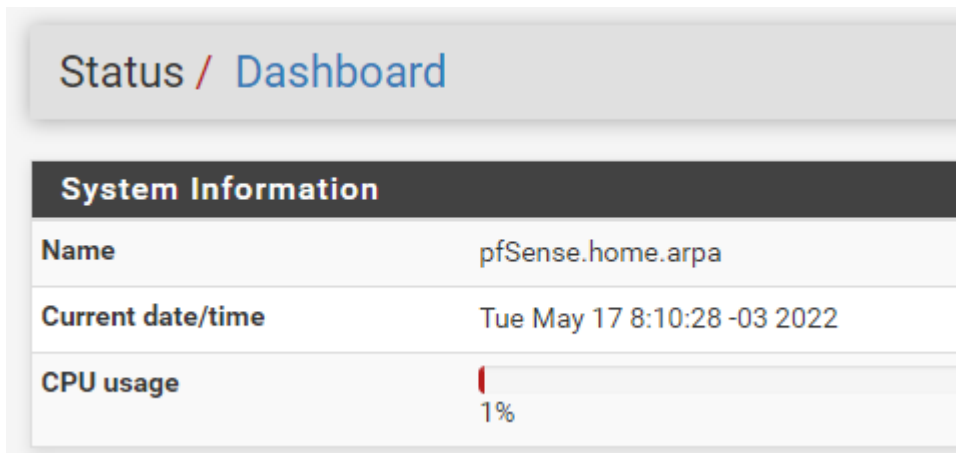 Status / Dashboard
System Information
Name pfSense.home.arpa
Current date/time Tue May 17 8:10:28 -03 2022
CPU usage
1%